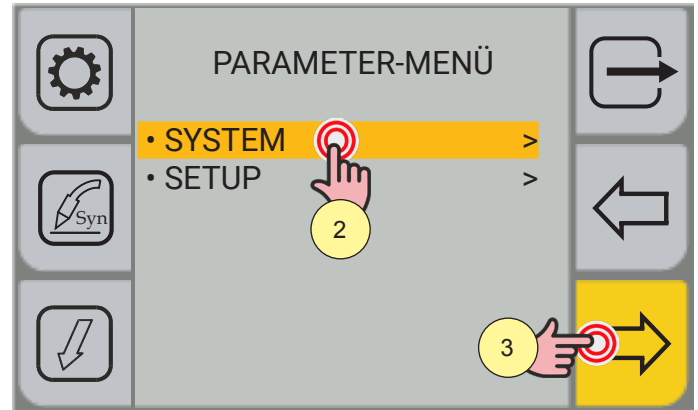 PARAMETER-MENÜ
• SYSTEM >
• SETUP >
Syn
2
3